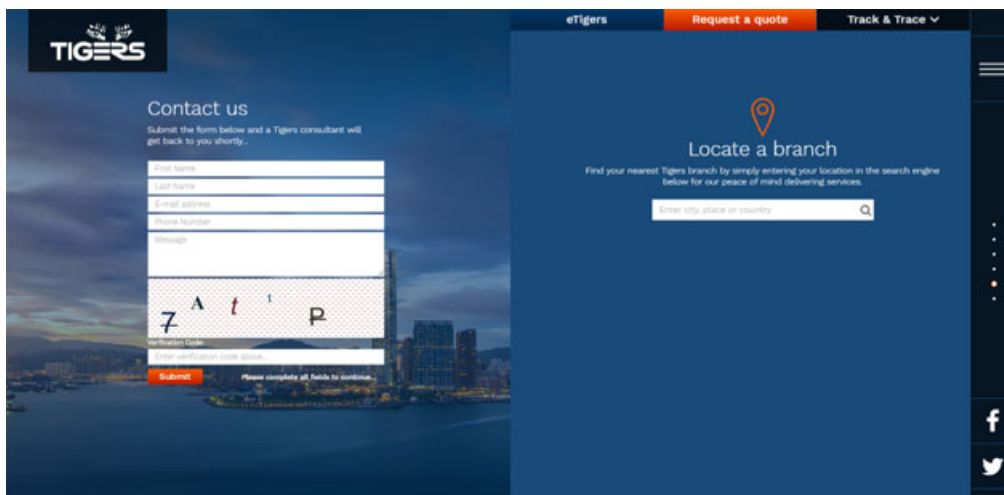 TIGERS
eTigers
Request a quote
Track & Trace
Contact us
Submit the form below and a Tigers consultant will
get back to you shortly..
First Name
Last Name
E-mail address
Phone Number
Message
7 A t t P
Verification Code
Enter verification code above...
Submit
Please complete all fields to continue...
Locate a branch
Find your nearest Tigers branch by simply entering your location in the search engine
below for our peace of mind delivering services.
Enter city, place or country